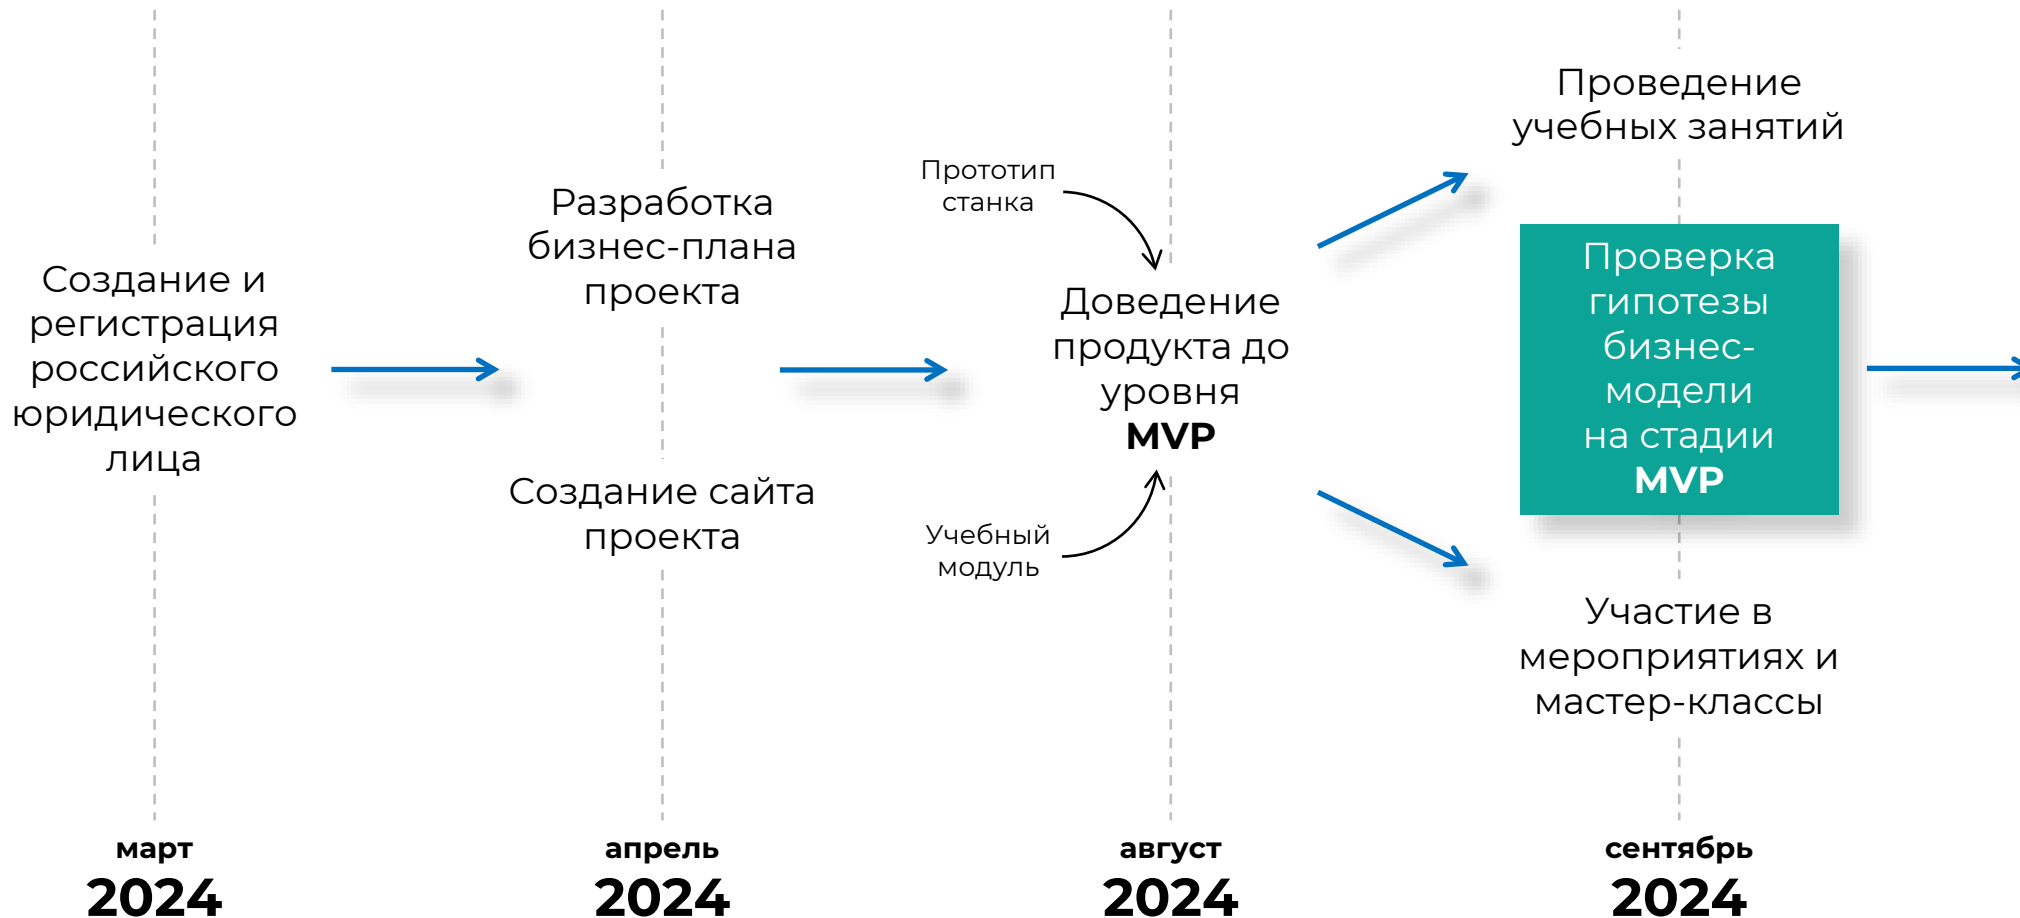 Создание и
регистрация
российского
юридического
лица
март
2024
Разработка
бизнес-плана
проекта
Создание сайта
проекта
апрель
2024
Прототип
станка
Доведение
продукта до
уровня
MVP
Учебный
модуль
август
2024
Проведение
учебных занятий
Проверка
гипотезы
бизнес-
модели
на стадии
MVP
Участие в
мероприятиях и
мастер-классы
сентябрь
2024